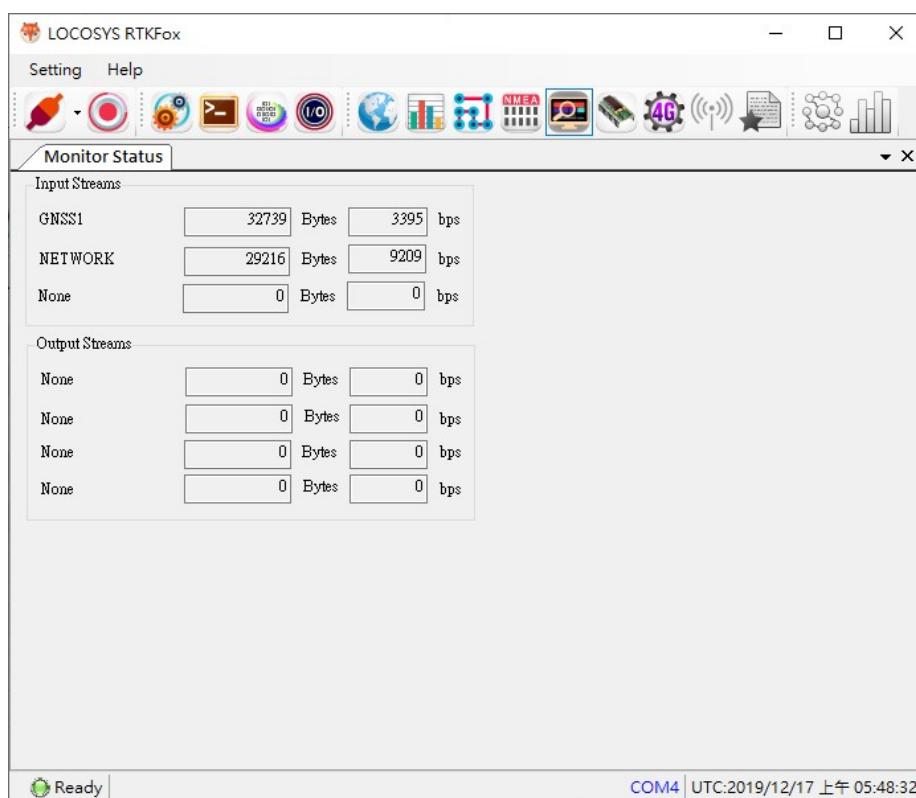 LOCOSYS RTKFox
Setting Help
>_ I/O NMEA 4G
Monitor Status
Input Streams
GNSS1 32739 Bytes 3395 bps
NETWORK 29216 Bytes 9209 bps
None 0 Bytes 0 bps
Output Streams
None 0 Bytes 0 bps
None 0 Bytes 0 bps
None 0 Bytes 0 bps
None 0 Bytes 0 bps
Ready COM4 UTC:2019/12/17 上午 05:48:32